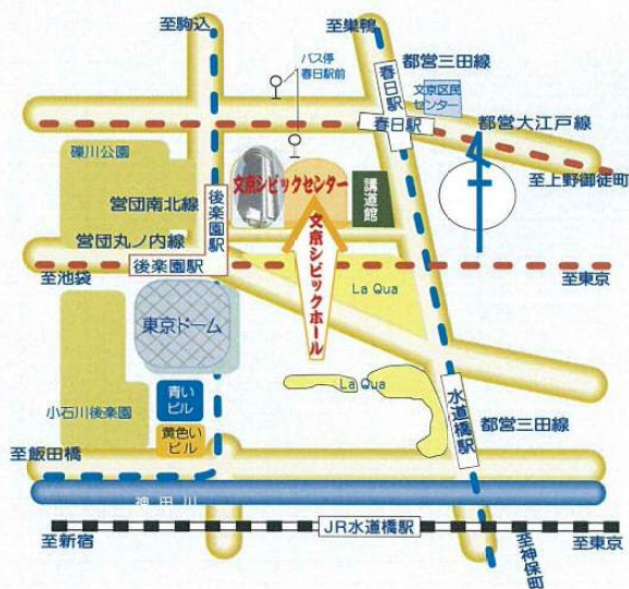 至駒込
至巣鴨
バス停
春日駅前
都営三田線
春日駅
文京区民
センター
春日駅
都営大江戸線
礫川公園
文京シビックセンター
講道館
至上野御徒町
営団南北線
後楽園駅
文京シビックホール
営団丸ノ内線
後楽園駅
至池袋
La Qua
至東京
東京ドーム
La Qua
青い
ビル
水道橋駅
小石川後楽園
黄色い
ビル
都営三田線
至飯田橋
神田川
JR水道橋駅
至新宿
至神保町
至東京